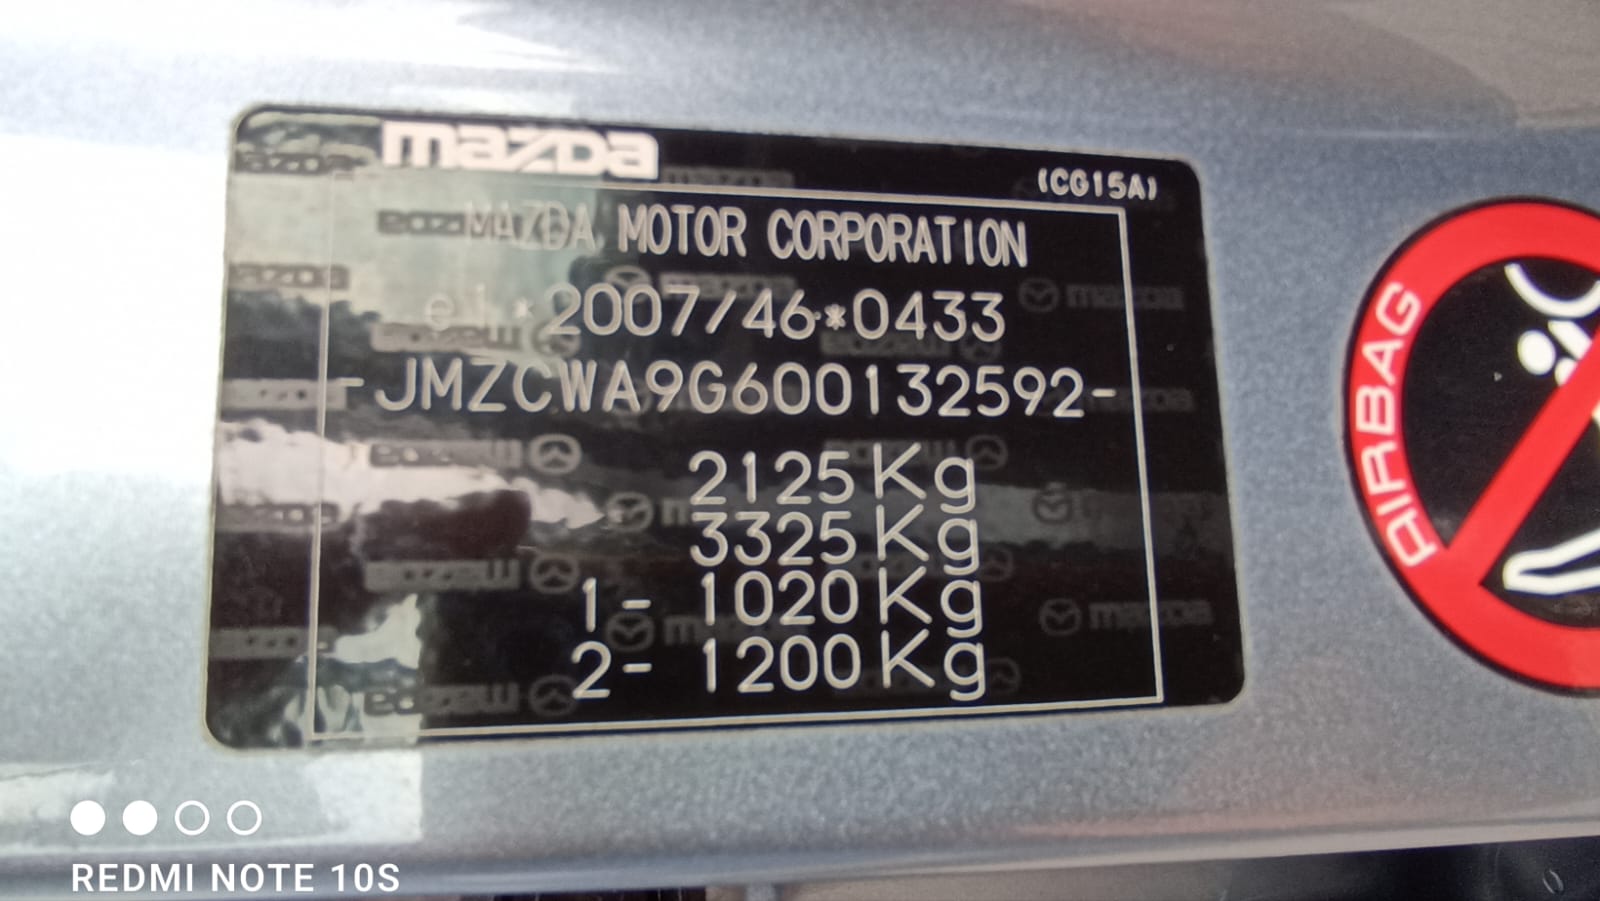 mazda
(CG15A)
MAZDA MOTOR CORPORATION
e1*2007/46*0433
-JMZCWA9G600132592-
2125Kg
3325Kg
1- 1020Kg
2- 1200Kg
AIRBAG
REDMI NOTE 10S